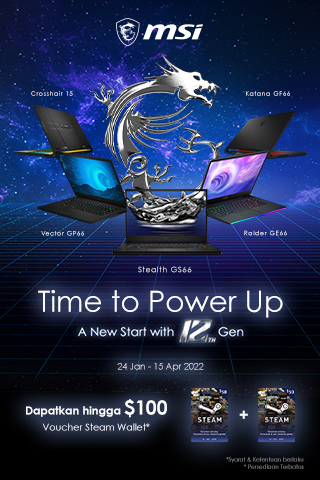 msi
Crosshair 15
Katana GF66
Vector GP66
Raider GE66
Stealth GS66
Time to Power Up
A New Start with 12TH Gen
24 Jan - 15 Apr 2022
Dapatkan hingga $100
Voucher Steam Wallet*
STEAM + STEAM
*Syarat & Ketentuan berlaku
* Persediaan Terbatas